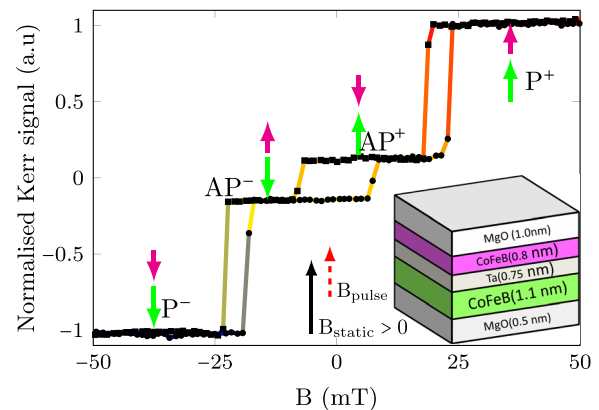 Normalised Kerr signal (a.u)
1
0.5
0
−0.5
−1
−50
−25
0
25
50
B (mT)
P⁻
AP⁻
AP⁺
P⁺
B_pulse
B_static > 0
MgO (1.0nm)
CoFeB(0.8 nm)
Ta(0.75 nm)
CoFeB(1.1 nm)
MgO(0.5 nm)